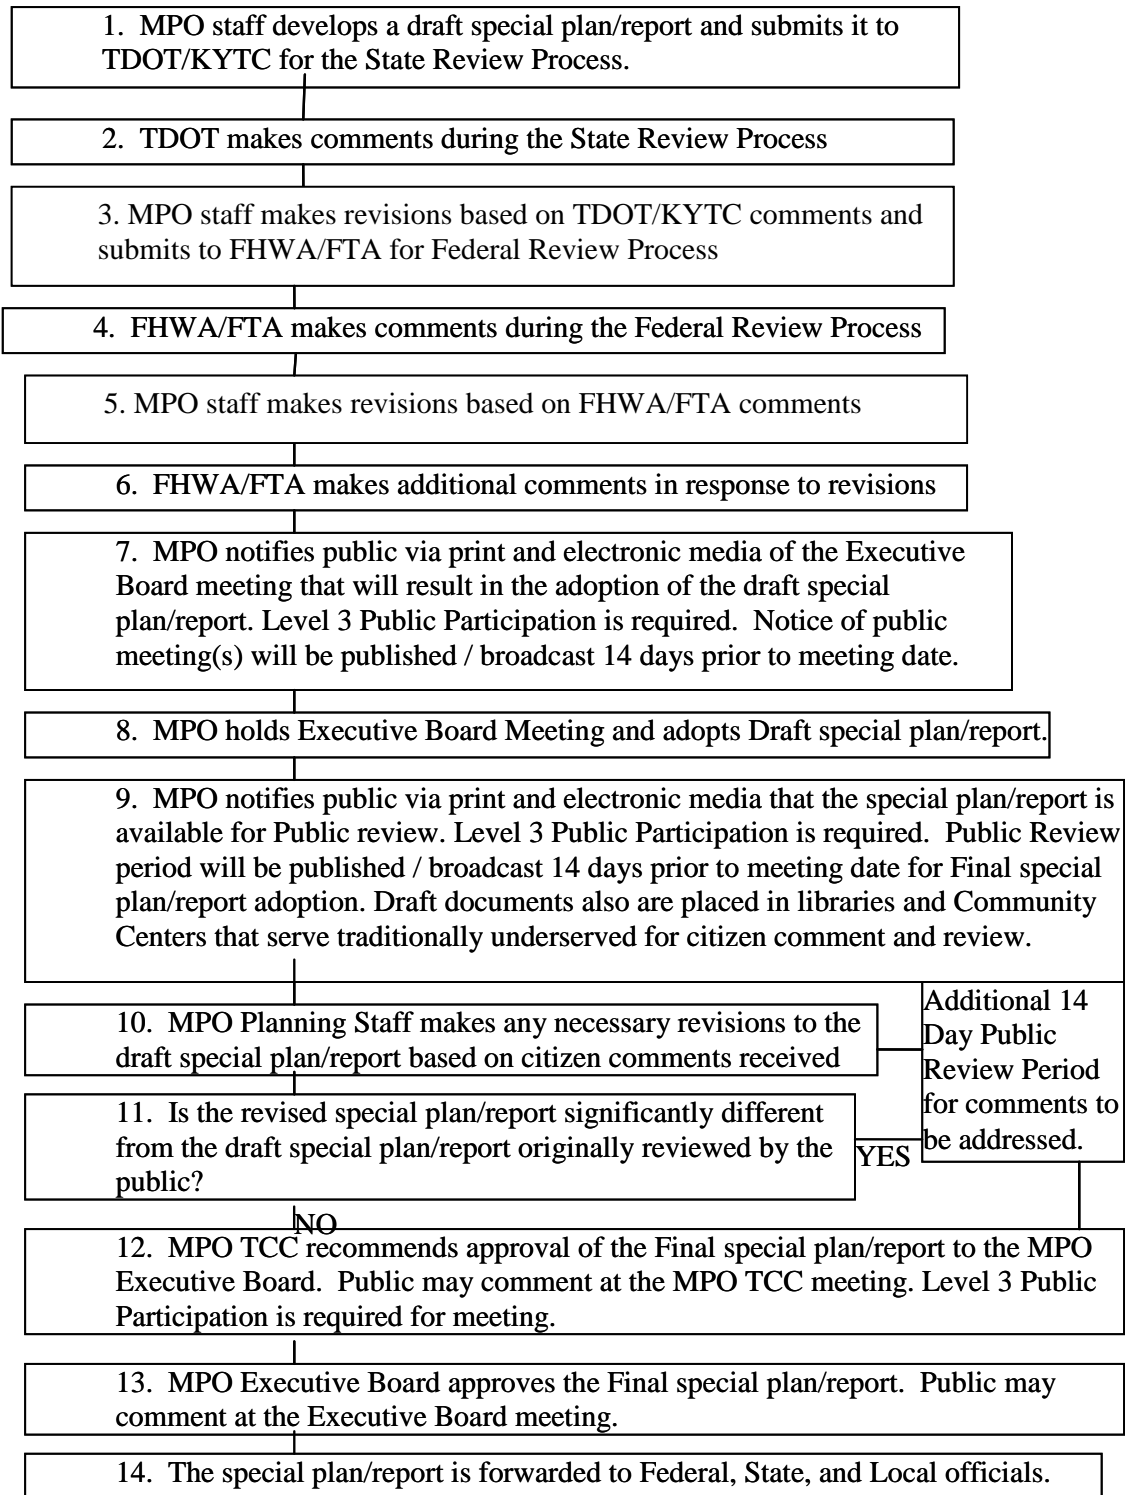 1. MPO staff develops a draft special plan/report and submits it to
TDOT/KYTC for the State Review Process.
2. TDOT makes comments during the State Review Process
3. MPO staff makes revisions based on TDOT/KYTC comments and
submits to FHWA/FTA for Federal Review Process
4. FHWA/FTA makes comments during the Federal Review Process
5. MPO staff makes revisions based on FHWA/FTA comments
6. FHWA/FTA makes additional comments in response to revisions
7. MPO notifies public via print and electronic media of the Executive
Board meeting that will result in the adoption of the draft special
plan/report. Level 3 Public Participation is required. Notice of public
meeting(s) will be published / broadcast 14 days prior to meeting date.
8. MPO holds Executive Board Meeting and adopts Draft special plan/report.
9. MPO notifies public via print and electronic media that the special plan/report is
available for Public review. Level 3 Public Participation is required. Public Review
period will be published / broadcast 14 days prior to meeting date for Final special
plan/report adoption. Draft documents also are placed in libraries and Community
Centers that serve traditionally underserved for citizen comment and review.
10. MPO Planning Staff makes any necessary revisions to the
draft special plan/report based on citizen comments received
Additional 14
Day Public
Review Period
for comments to
be addressed.
11. Is the revised special plan/report significantly different
from the draft special plan/report originally reviewed by the
public?
YES
NO
12. MPO TCC recommends approval of the Final special plan/report to the MPO
Executive Board. Public may comment at the MPO TCC meeting. Level 3 Public
Participation is required for meeting.
13. MPO Executive Board approves the Final special plan/report. Public may
comment at the Executive Board meeting.
14. The special plan/report is forwarded to Federal, State, and Local officials.